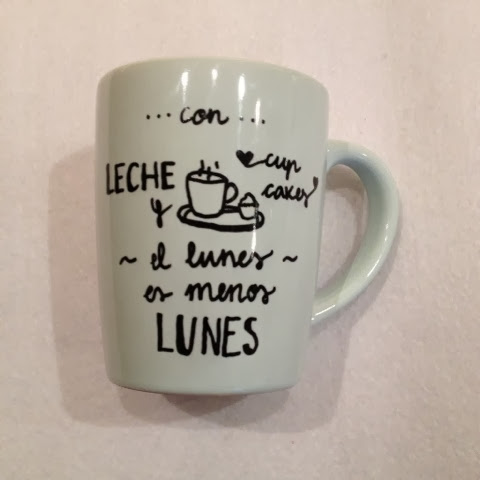 ... con ...
LECHE
y
cup
cakes
~ el lunes ~
es menos
LUNES